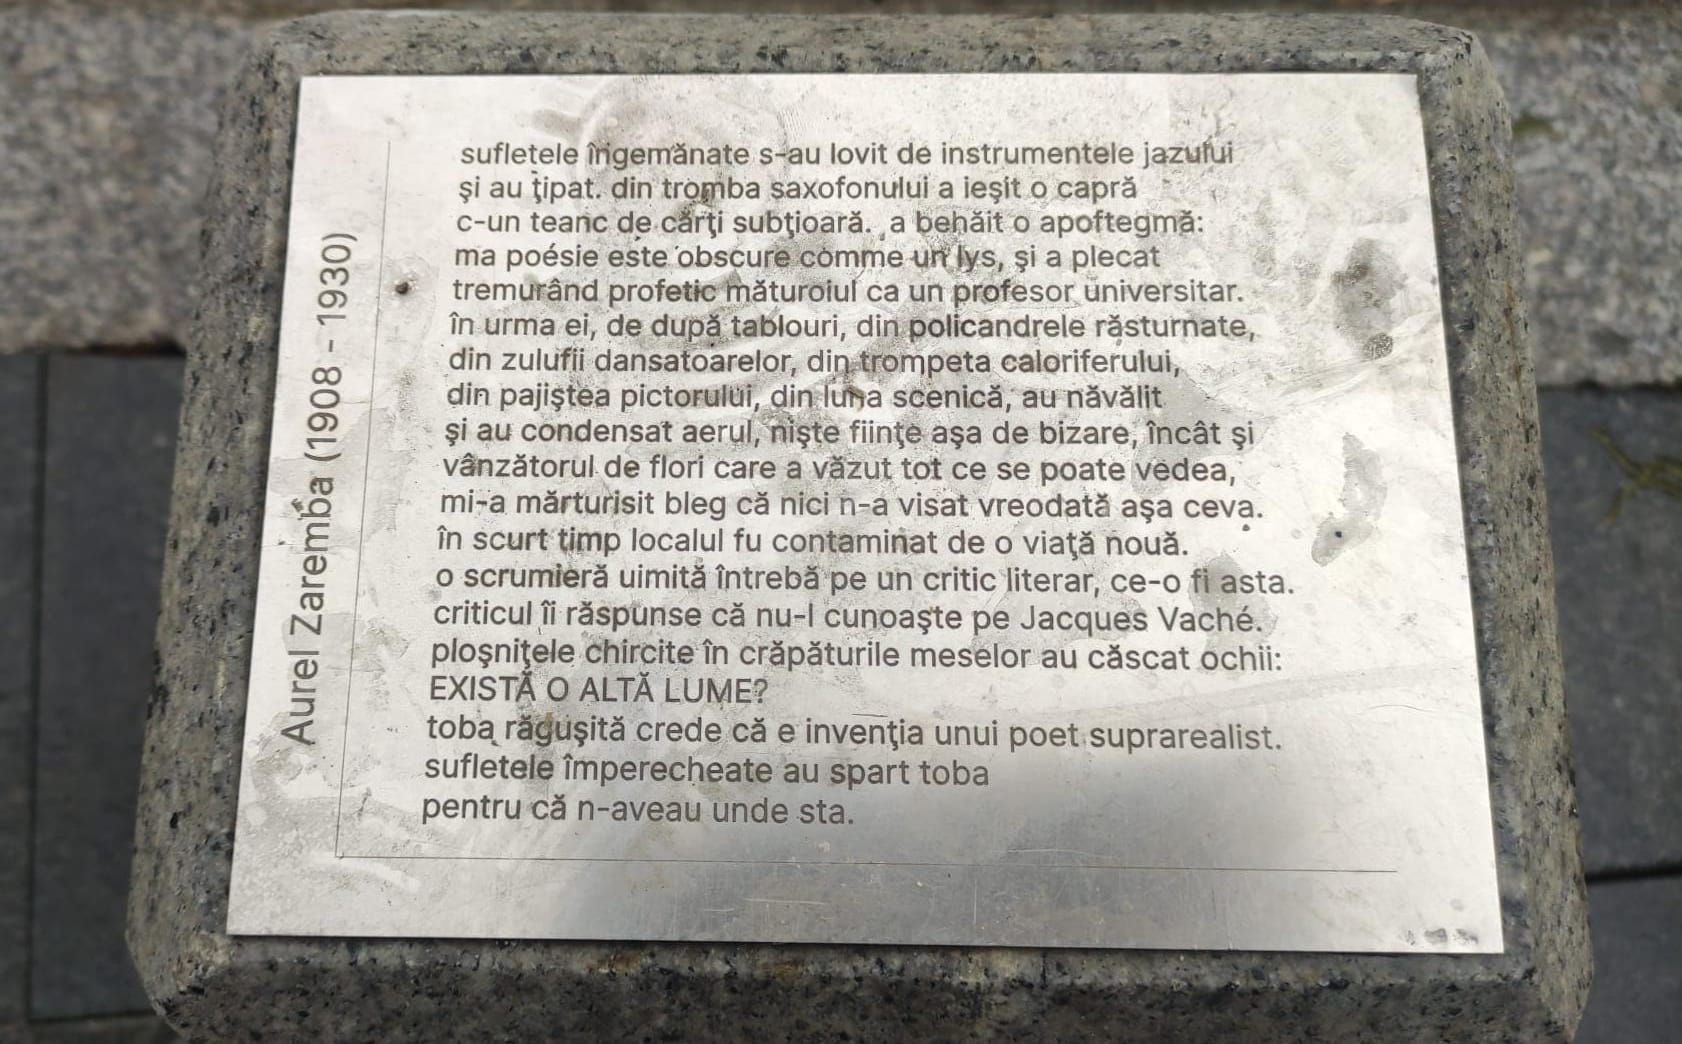 Aurel Zaremba (1908 - 1930)
sufletele îngemănate s-au lovit de instrumentele jazului
şi au ţipat. din tromba saxofonului a ieşit o capră
c-un teanc de cărţi subţioară. a behăit o apoftegmă:
ma poésie este obscure comme un lys, şi a plecat
tremurând profetic măturoiul ca un profesor universitar.
în urma ei, de după tablouri, din policandrele răsturnate,
din zulufii dansatoarelor, din trompeta caloriferului,
din pajiştea pictorului, din luna scenică, au năvălit
şi au condensat aerul, nişte fiinţe aşa de bizare, încât şi
vânzătorul de flori care a văzut tot ce se poate vedea,
mi-a mărturisit bleg că nici n-a visat vreodată aşa ceva.
în scurt timp localul fu contaminat de o viaţă nouă.
o scrumieră uimită întrebă pe un critic literar, ce-o fi asta.
criticul îi răspunse că nu-l cunoaşte pe Jacques Vaché.
ploşniţele chircite în crăpăturile meselor au căscat ochii:
EXISTĂ O ALTĂ LUME?
toba răguşită crede că e invenţia unui poet suprarealist.
sufletele împerecheate au spart toba
pentru că n-aveau unde sta.